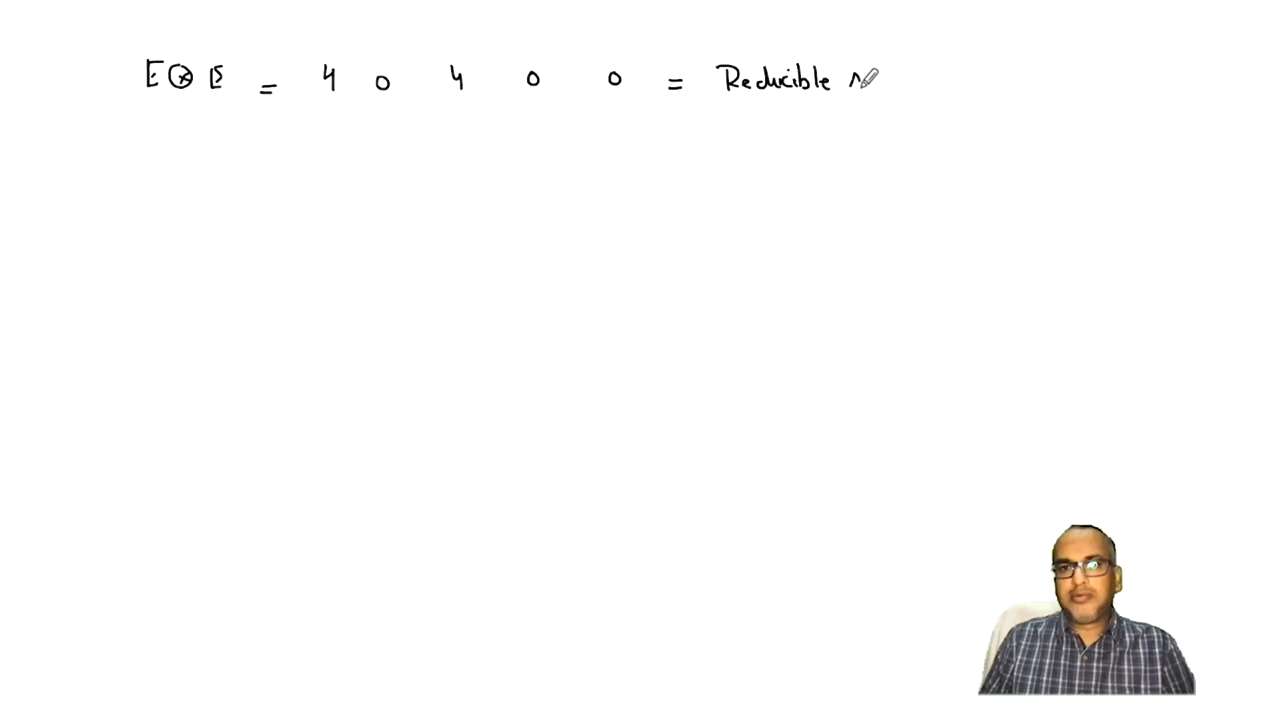 E ⊗ E = 4 0 4 0 0 = Reducible